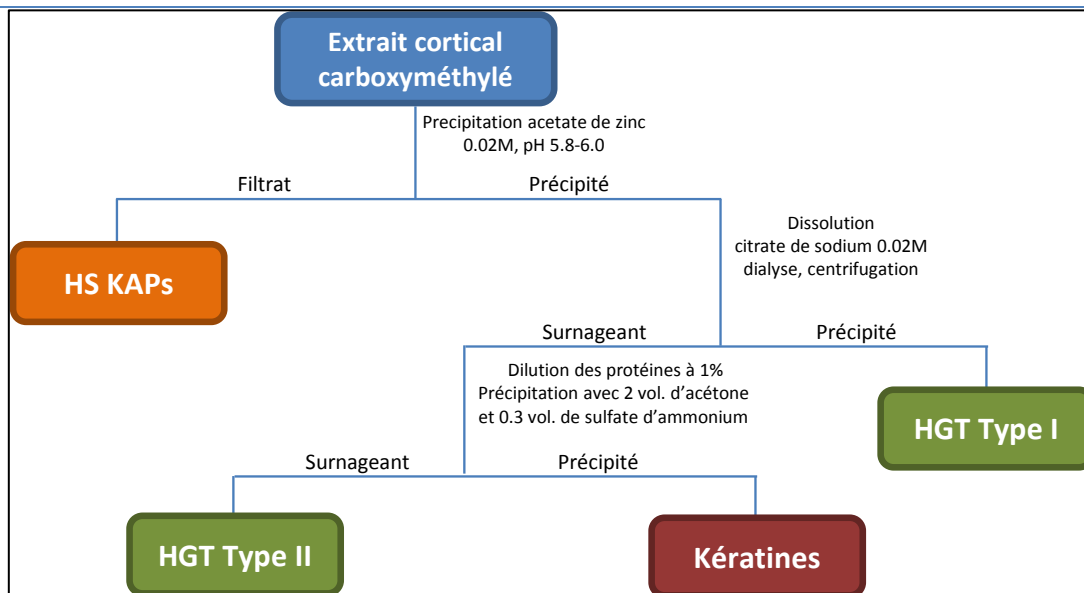 Extrait cortical
carboxyméthylé
Precipitation acetate de zinc
0.02M, pH 5.8-6.0
Filtrat
Précipité
Dissolution
citrate de sodium 0.02M
dialyse, centrifugation
HS KAPs
Surnageant
Précipité
Dilution des protéines à 1%
Précipitation avec 2 vol. d’acétone
et 0.3 vol. de sulfate d’ammonium
HGT Type I
Surnageant
Précipité
HGT Type II
Kératines